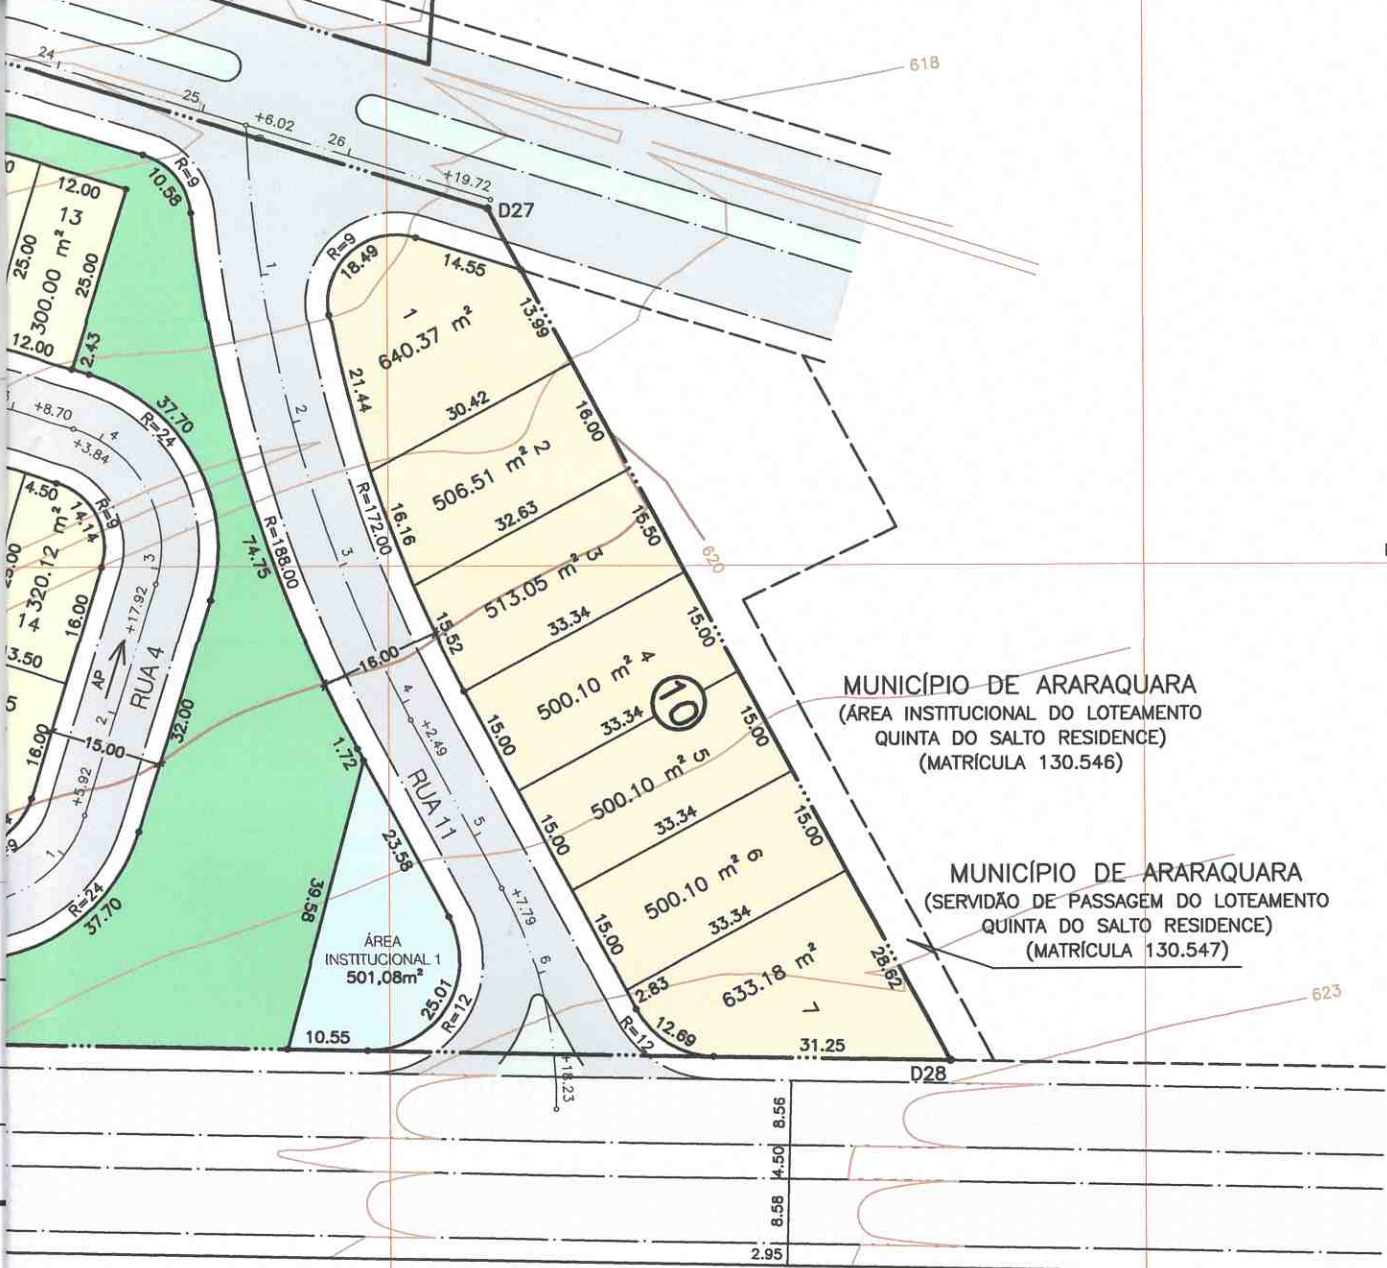 618
24
25
+6.02
26
+19.72
D27
R=9
10.58
12.00
13
300.00 m²
25.00
25.00
12.00
2.43
R=9
18.49
14.55
13.99
1
640.37 m²
21.44
30.42
16.00
2
506.51 m²
32.63
R=172.00
16.16
15.50
3
513.05 m²
33.34
15.52
15.00
4
500.10 m²
33.34
15.00
10
15.00
5
500.10 m²
33.34
15.00
15.00
6
500.10 m²
33.34
15.00
28.62
7
633.18 m²
2.83
12.69
R=12
31.25
D28
620
623
1
2
3
4
5
6
+2.49
+7.79
+18.23
RUA 11
16.00
R=188.00
74.75
1.72
23.58
39.58
ÁREA
INSTITUCIONAL 1
501,08m²
25.01
R=12
10.55
+8.70
4
+3.84
37.70
R=24
4.50
14.14
R=9
320.12 m²
14
16.00
13.50
3
+17.92
AP
RUA 4
2
15.00
32.00
16.00
+5.92
1
R=24
37.70
MUNICÍPIO DE ARARAQUARA
(ÁREA INSTITUCIONAL DO LOTEAMENTO
QUINTA DO SALTO RESIDENCE)
(MATRÍCULA 130.546)
MUNICÍPIO DE ARARAQUARA
(SERVIDÃO DE PASSAGEM DO LOTEAMENTO
QUINTA DO SALTO RESIDENCE)
(MATRÍCULA 130.547)
8.56
4.50
8.58
2.95